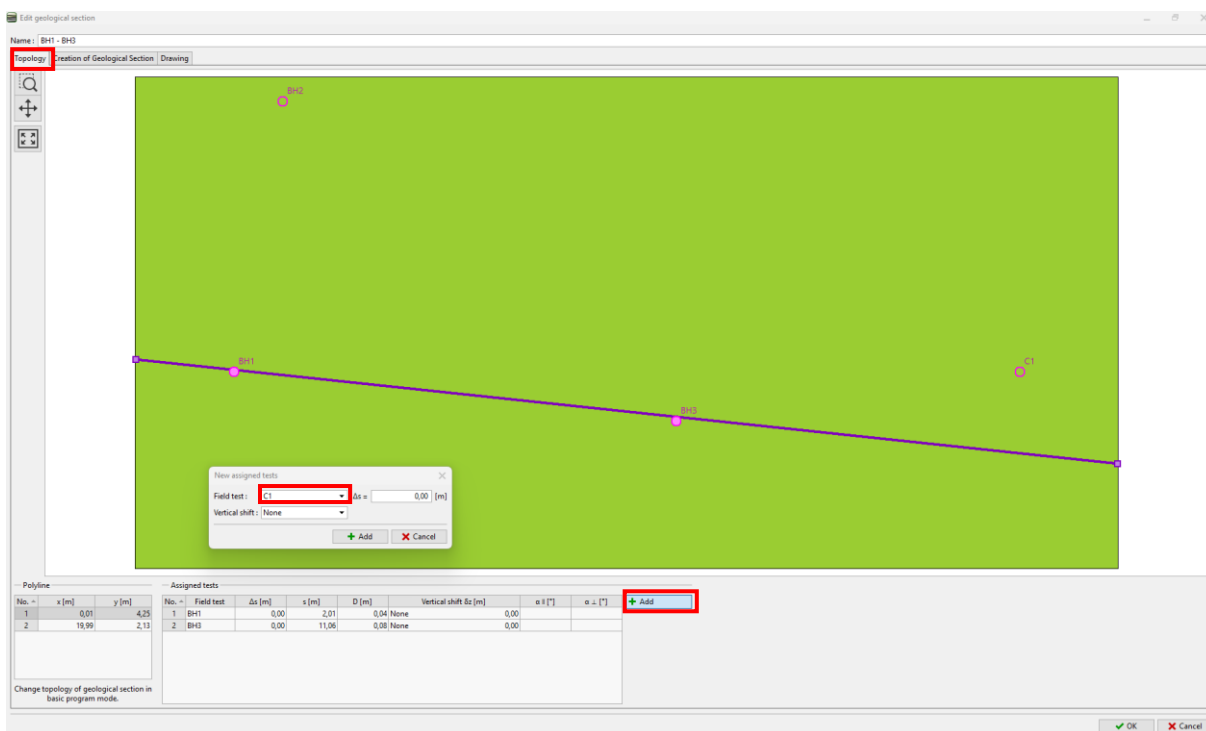 Edit geological section
Name : BH1 - BH3
Topology Creation of Geological Section Drawing
BH2
BH1
C1
BH3
New assigned tests
Field test : C1 Δs = 0,00 [m]
Vertical shift : None
Add Cancel
Polyline
No. x [m] y [m]
1 0,01 4,25
2 19,99 2,13
Change topology of geological section in
basic program mode.
Assigned tests
No. Field test Δs [m] s [m] D [m] Vertical shift δz [m] α ∥ [°] α ⊥ [°]
1 BH1 0,00 2,01 0,04 None 0,00
2 BH3 0,00 11,06 0,08 None 0,00
Add
OK Cancel